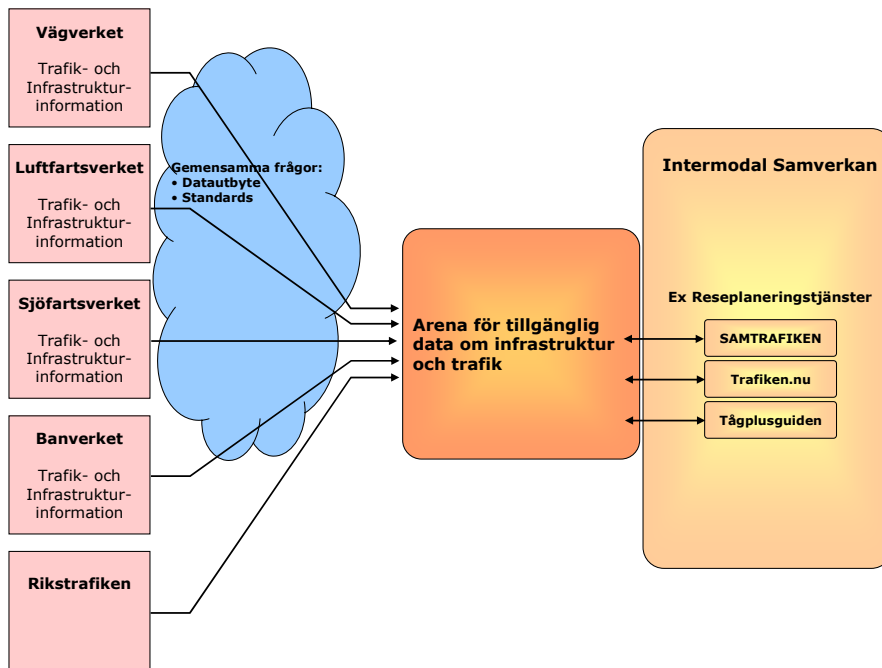 Vägverket
Trafik- och
Infrastruktur-
information
Luftfartsverket
Trafik- och
Infrastruktur-
information
Sjöfartsverket
Trafik- och
Infrastruktur-
information
Banverket
Trafik- och
Infrastruktur-
information
Rikstrafiken
Gemensamma frågor:
• Datautbyte
• Standards
Arena för tillgänglig
data om infrastruktur
och trafik
Intermodal Samverkan
Ex Reseplaneringstjänster
SAMTRAFIKEN
Trafiken.nu
Tågplusguiden